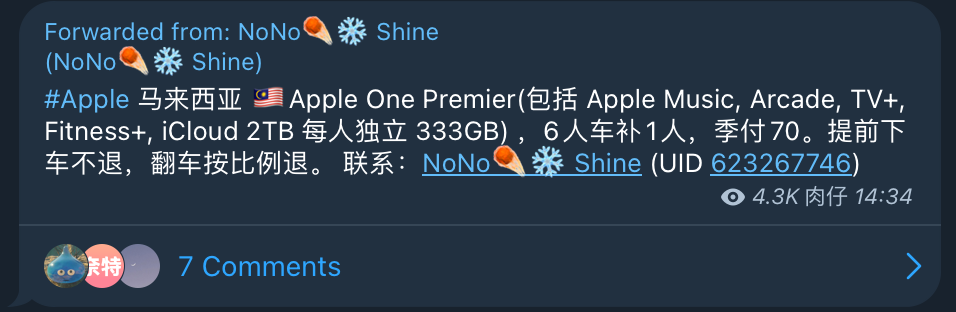 Forwarded from: NoNo🍠❄️ Shine
(NoNo🍠❄️ Shine)
#Apple 马来西亚 🇲🇾 Apple One Premier(包括 Apple Music, Arcade, TV+,
Fitness+, iCloud 2TB 每人独立 333GB) ，6人车补1人，季付70。提前下
车不退，翻车按比例退。 联系：NoNo🍠❄️ Shine (UID 623267746)
4.3K 肉仔 14:34
奈特
7 Comments